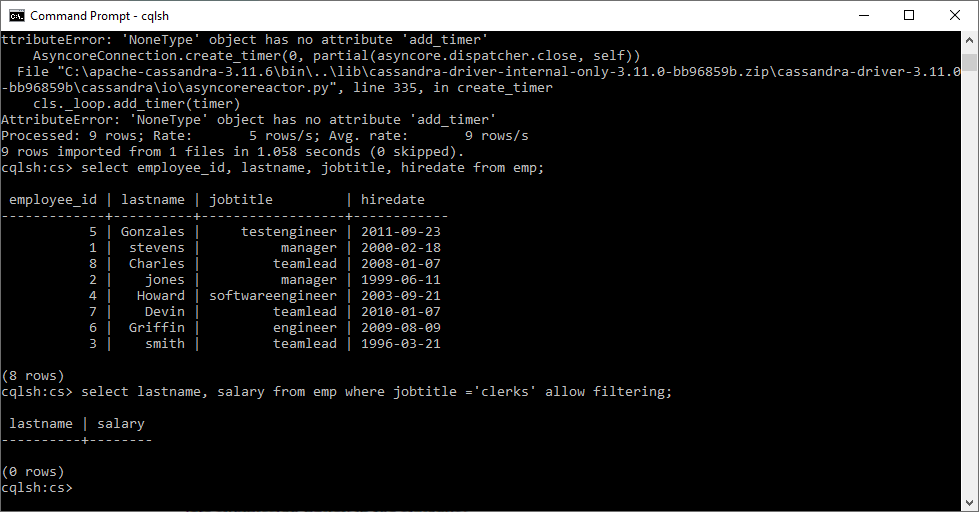 Command Prompt - cqlsh
ttributeError: 'NoneType' object has no attribute 'add_timer'
    AsyncoreConnection.create_timer(0, partial(asyncore.dispatcher.close, self))
  File "C:\apache-cassandra-3.11.6\bin\..\lib\cassandra-driver-internal-only-3.11.0-bb96859b.zip\cassandra-driver-3.11.0
-bb96859b\cassandra\io\asyncorereactor.py", line 335, in create_timer
    cls._loop.add_timer(timer)
AttributeError: 'NoneType' object has no attribute 'add_timer'
Processed: 9 rows; Rate:       5 rows/s; Avg. rate:       9 rows/s
9 rows imported from 1 files in 1.058 seconds (0 skipped).
cqlsh:cs> select employee_id, lastname, jobtitle, hiredate from emp;
 employee_id | lastname | jobtitle         | hiredate
-------------+----------+------------------+------------
           5 | Gonzales |     testengineer | 2011-09-23
           1 |  stevens |          manager | 2000-02-18
           8 |  Charles |         teamlead | 2008-01-07
           2 |    jones |          manager | 1999-06-11
           4 |   Howard | softwareengineer | 2003-09-21
           7 |    Devin |         teamlead | 2010-01-07
           6 |  Griffin |         engineer | 2009-08-09
           3 |    smith |         teamlead | 1996-03-21
(8 rows)
cqlsh:cs> select lastname, salary from emp where jobtitle ='clerks' allow filtering;
 lastname | salary
----------+--------
(0 rows)
cqlsh:cs>